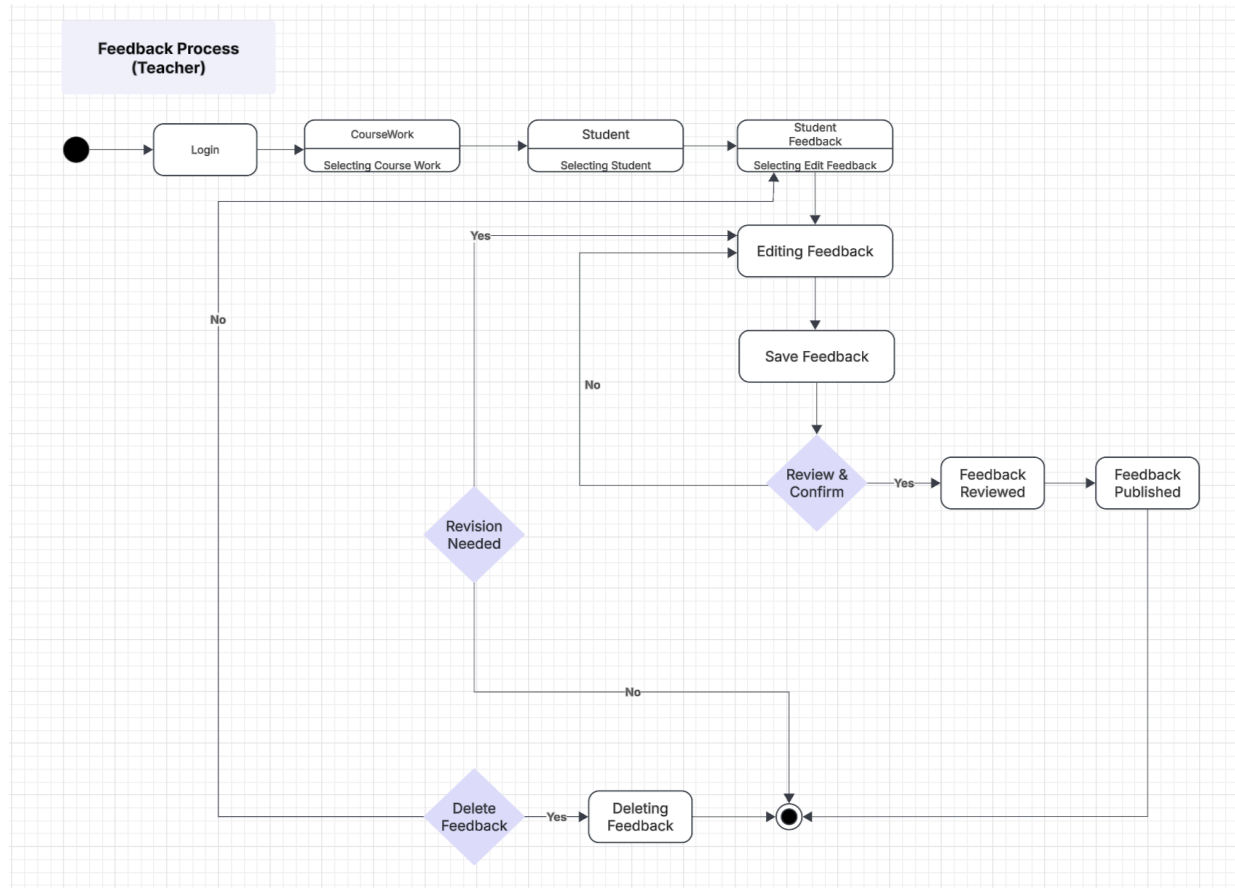 Feedback Process
(Teacher)
Login
CourseWork
Selecting Course Work
Student
Selecting Student
Student
Feedback
Selecting Edit Feedback
Yes
Editing Feedback
No
Save Feedback
No
Review &
Confirm
Yes
Feedback
Reviewed
Feedback
Published
Revision
Needed
No
Delete
Feedback
Yes
Deleting
Feedback